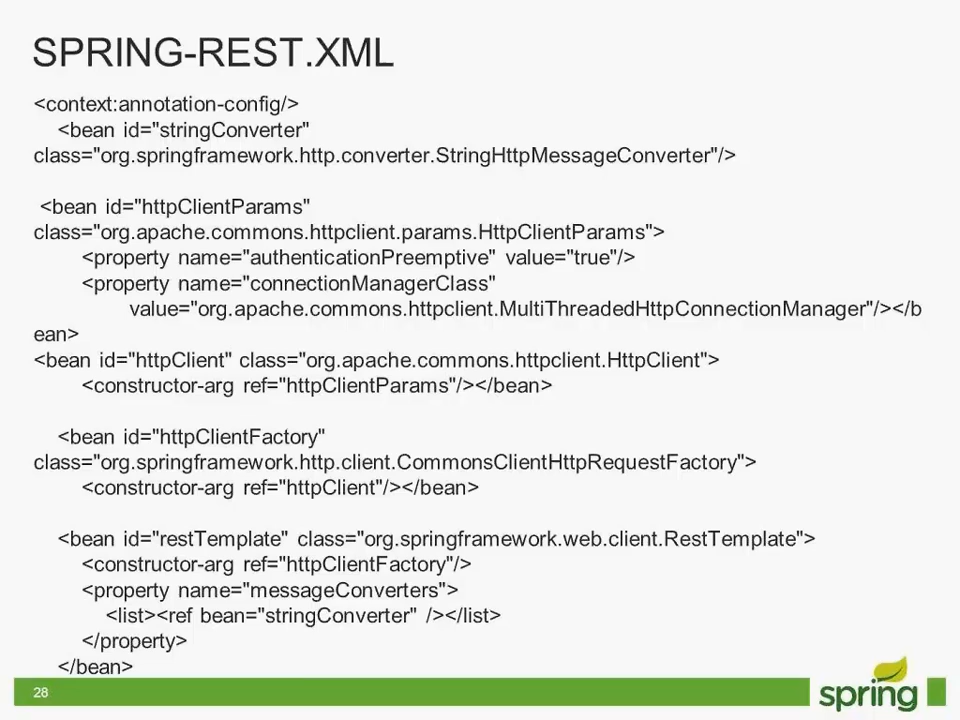 SPRING-REST.XML
<context:annotation-config/>
<bean id="stringConverter"
class="org.springframework.http.converter.StringHttpMessageConverter"/>
<bean id="httpClientParams"
class="org.apache.commons.httpclient.params.HttpClientParams">
<property name="authenticationPreemptive" value="true"/>
<property name="connectionManagerClass"
value="org.apache.commons.httpclient.MultiThreadedHttpConnectionManager"/></b
ean>
<bean id="httpClient" class="org.apache.commons.httpclient.HttpClient">
<constructor-arg ref="httpClientParams"/></bean>
<bean id="httpClientFactory"
class="org.springframework.http.client.CommonsClientHttpRequestFactory">
<constructor-arg ref="httpClient"/></bean>
<bean id="restTemplate" class="org.springframework.web.client.RestTemplate">
<constructor-arg ref="httpClientFactory"/>
<property name="messageConverters">
<list><ref bean="stringConverter" /></list>
</property>
</bean>
28
spring